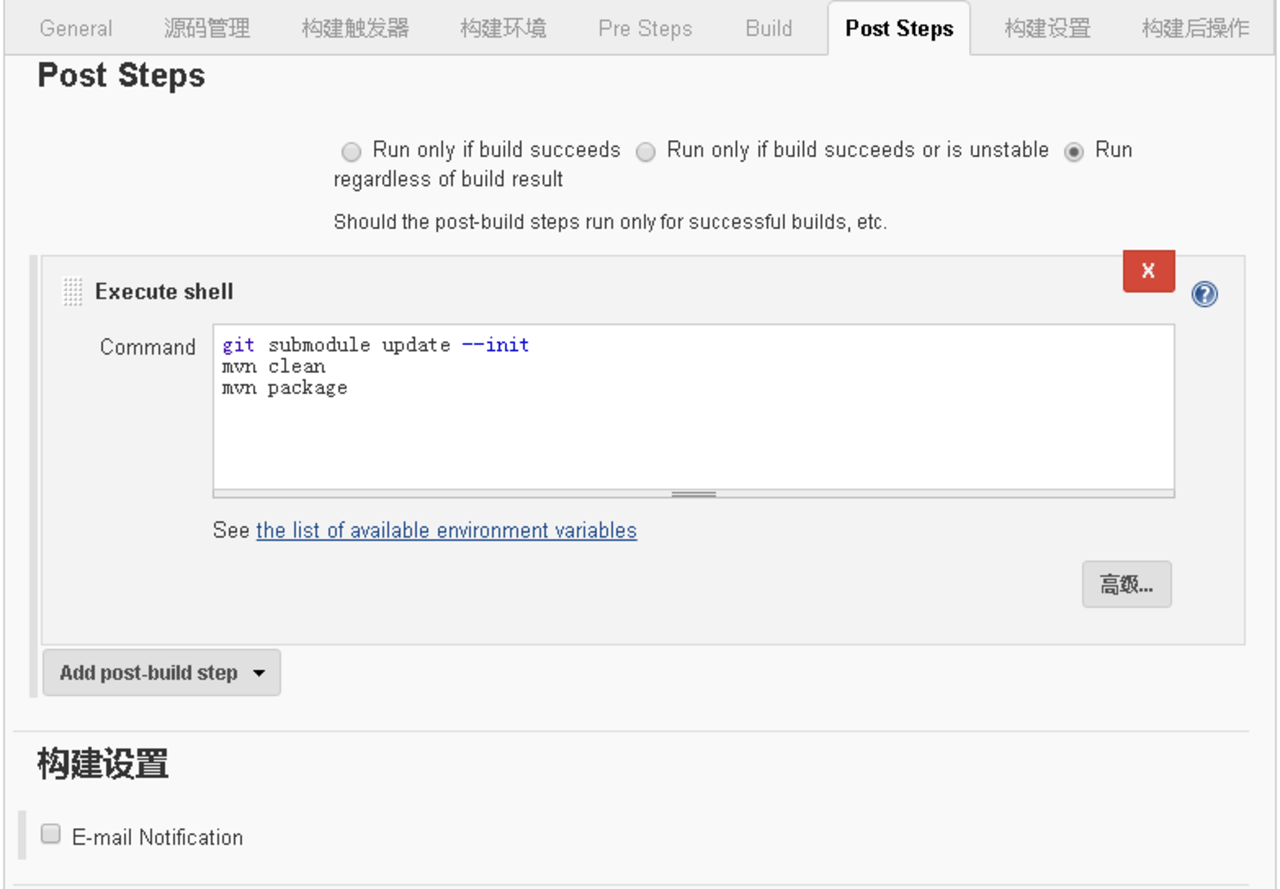 General 源码管理 构建触发器 构建环境 Pre Steps Build Post Steps 构建设置 构建后操作
Post Steps
Run only if build succeeds Run only if build succeeds or is unstable Run
regardless of build result
Should the post-build steps run only for successful builds, etc.
X
Execute shell
?
Command
git submodule update --init
mvn clean
mvn package
See the list of available environment variables
高级...
Add post-build step
构建设置
E-mail Notification